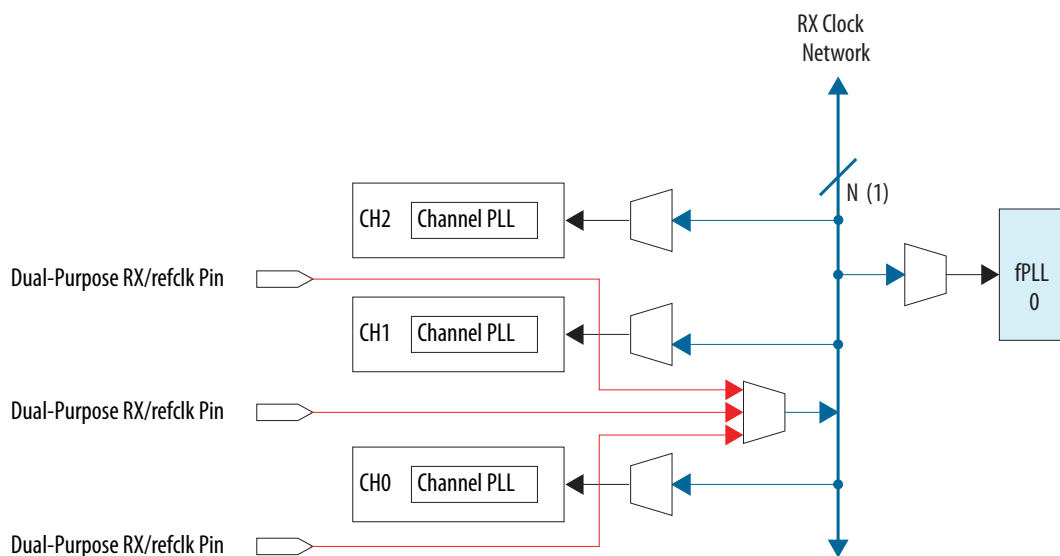 RX Clock
Network
N (1)
CH2 Channel PLL
fPLL
0
Dual-Purpose RX/refclk Pin
CH1 Channel PLL
Dual-Purpose RX/refclk Pin
CH0 Channel PLL
Dual-Purpose RX/refclk Pin